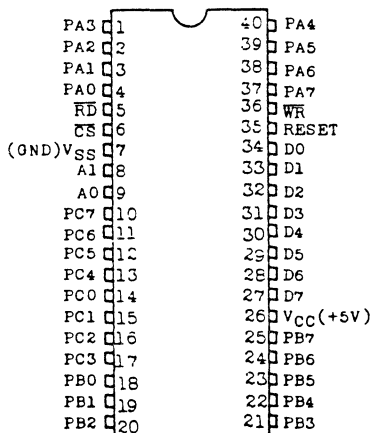 PA3 1 40 PA4
PA2 2 39 PA5
PA1 3 38 PA6
PA0 4 37 PA7
R̅D̅ 5 36 W̅R̅
C̅S̅ 6 35 RESET
(GND)VSS 7 34 D0
A1 8 33 D1
A0 9 32 D2
PC7 10 31 D3
PC6 11 30 D4
PC5 12 29 D5
PC4 13 28 D6
PC0 14 27 D7
PC1 15 26 VCC(+5V)
PC2 16 25 PB7
PC3 17 24 PB6
PB0 18 23 PB5
PB1 19 22 PB4
PB2 20 21 PB3